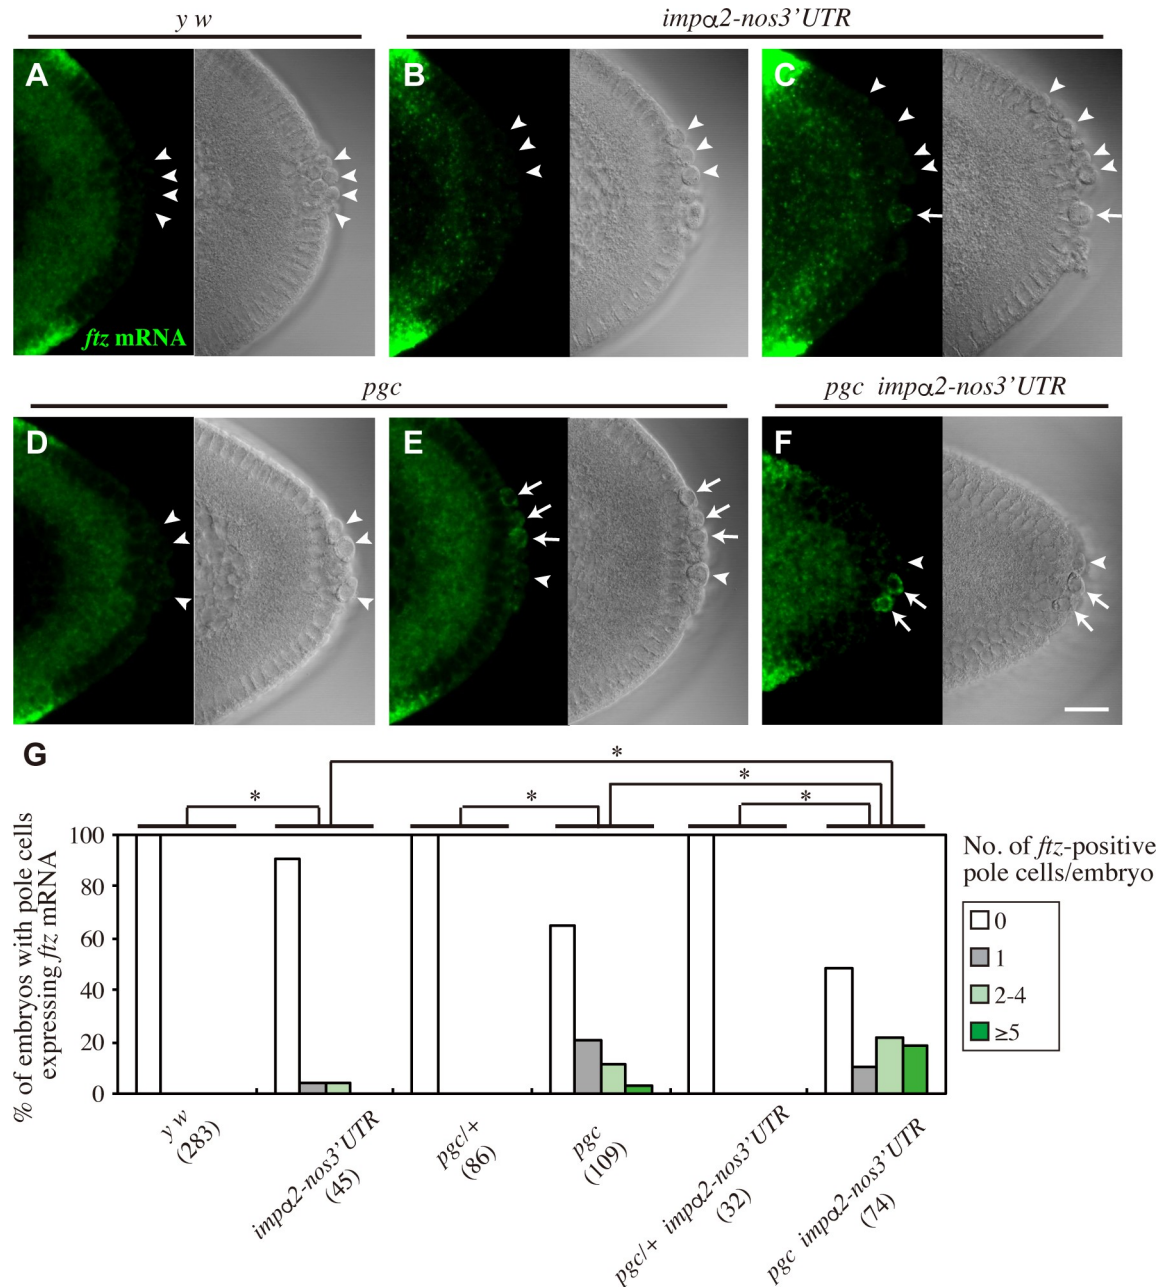 y w
impα2-nos3’UTR
A
B
C
ftz mRNA
pgc
pgc impα2-nos3’UTR
D
E
F
G
* * * * * *
% of embryos with pole cells
expressing ftz mRNA
100
80
60
40
20
0
No. of ftz-positive
pole cells/embryo
0
1
2-4
≥5
y w
(283)
impα2-nos3’UTR
(45)
pgc/+
(86)
pgc
(109)
pgc/+ impα2-nos3’UTR
(32)
pgc impα2-nos3’UTR
(74)